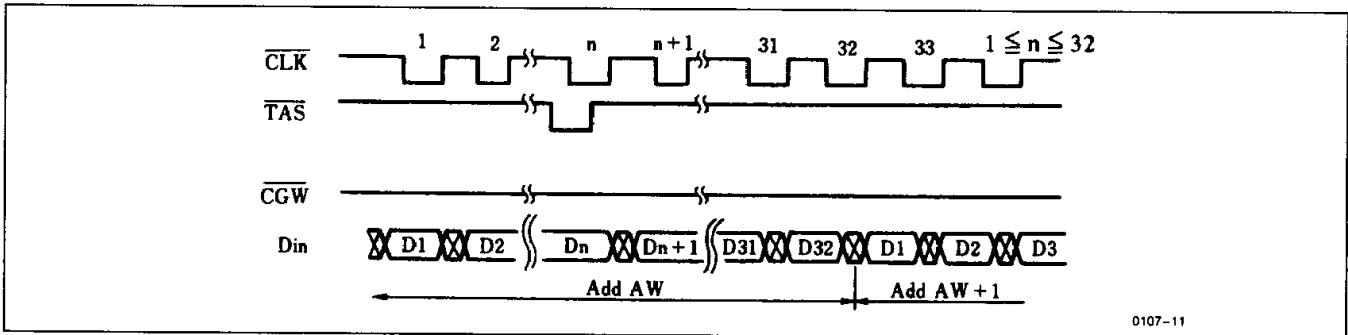 1 2 n n+1 31 32 33 1 ≦ n ≦ 32
CLK
TAS
CGW
Din D1 D2 Dn Dn+1 D31 D32 D1 D2 D3
Add AW Add AW+1
0107-11